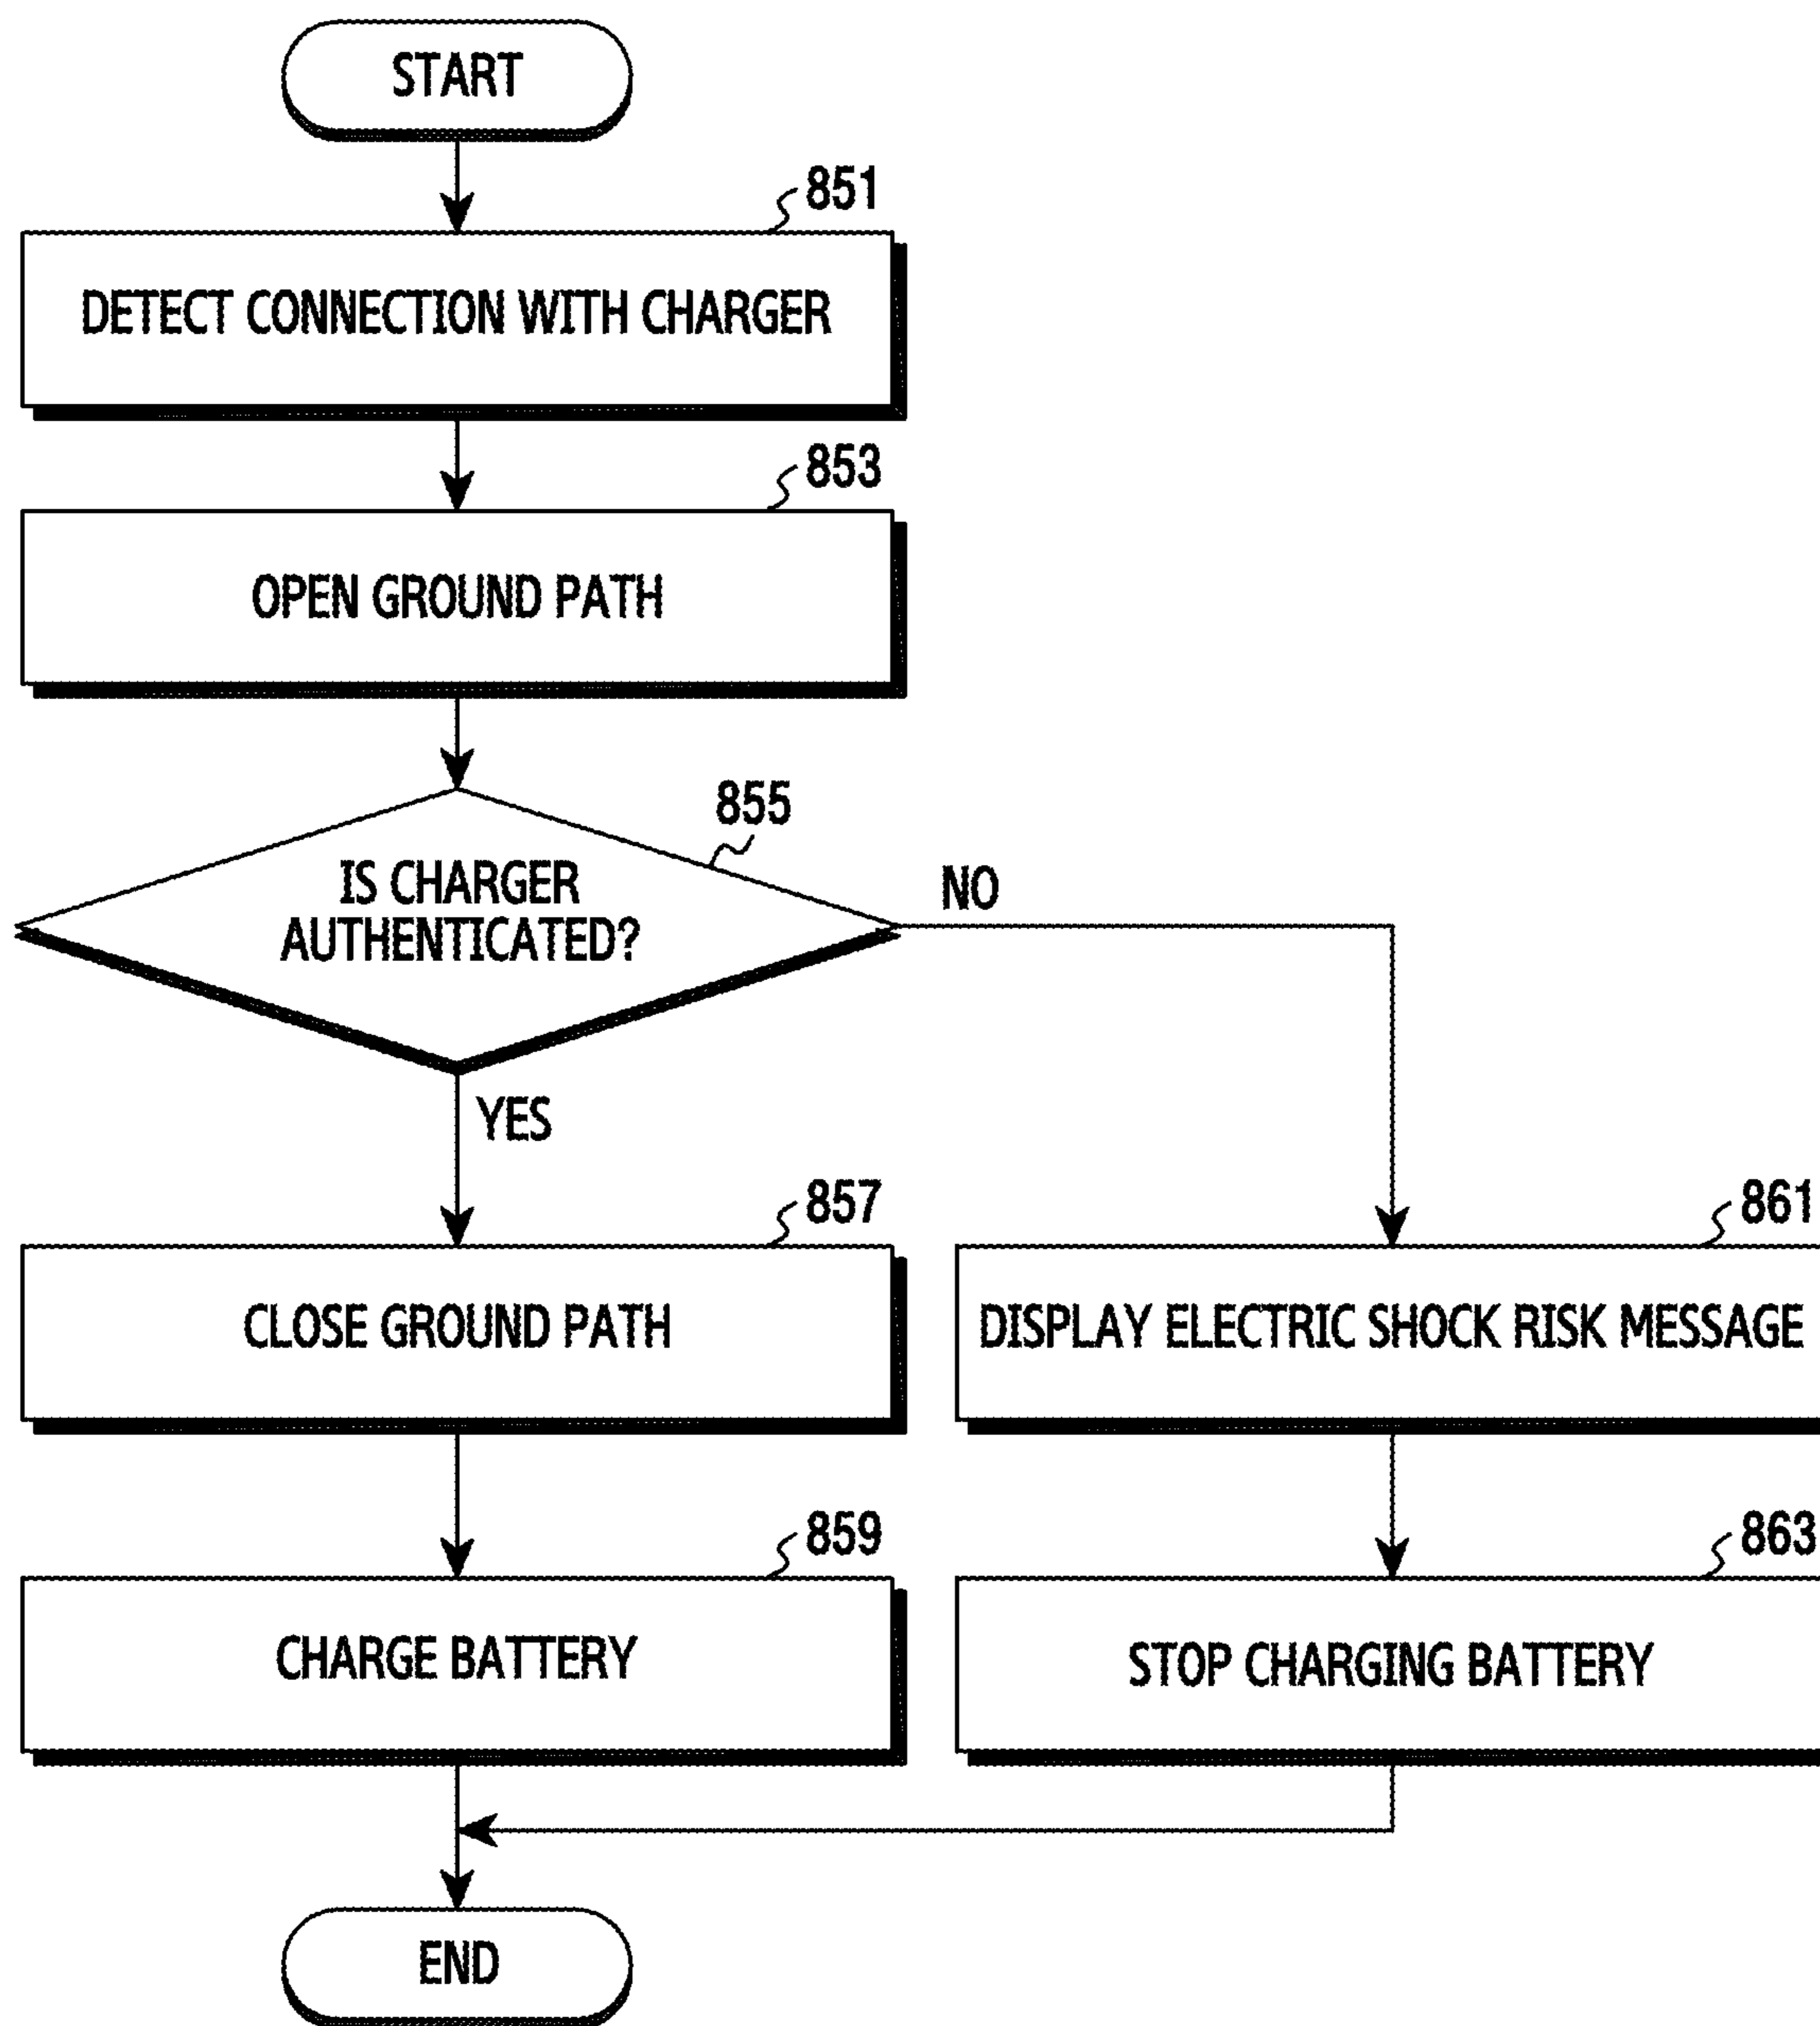 START
851
DETECT CONNECTION WITH CHARGER
853
OPEN GROUND PATH
855
IS CHARGER
AUTHENTICATED?
NO
YES
857
CLOSE GROUND PATH
861
DISPLAY ELECTRIC SHOCK RISK MESSAGE
859
CHARGE BATTERY
863
STOP CHARGING BATTERY
END